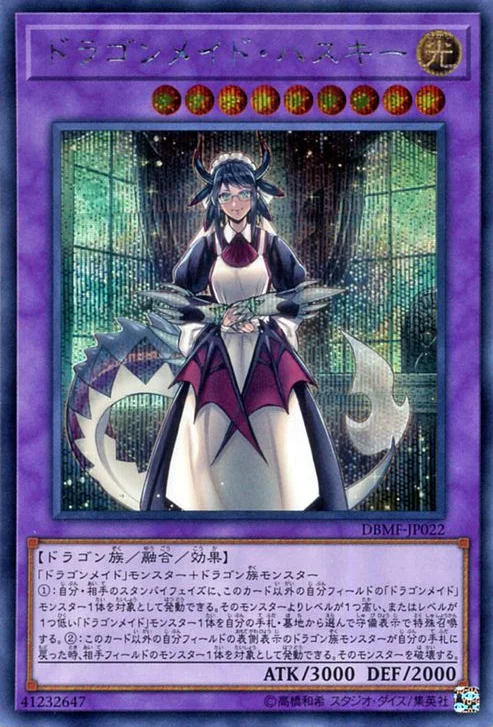 ドラゴンメイド・ハスキー
光
DBMF-JP022
【ドラゴン族/融合/効果】
「ドラゴンメイド」モンスター+ドラゴン族モンスター
①:自分・相手のスタンバイフェイズに、このカード以外の自分フィールドの「ドラゴンメイド」
モンスター1体を対象として発動できる。そのモンスターよりレベルが1つ高い、またはレベルが
1つ低い「ドラゴンメイド」モンスター1体を自分の手札・墓地から選んで守備表示で特殊召喚
する。②:このカード以外の自分フィールドの表側表示のドラゴン族モンスターが自分の手札に
戻った時、相手フィールドのモンスター1体を対象として発動できる。そのモンスターを破壊する。
ATK/3000 DEF/2000
41232647 ©高橋和希 スタジオ・ダイス/集英社